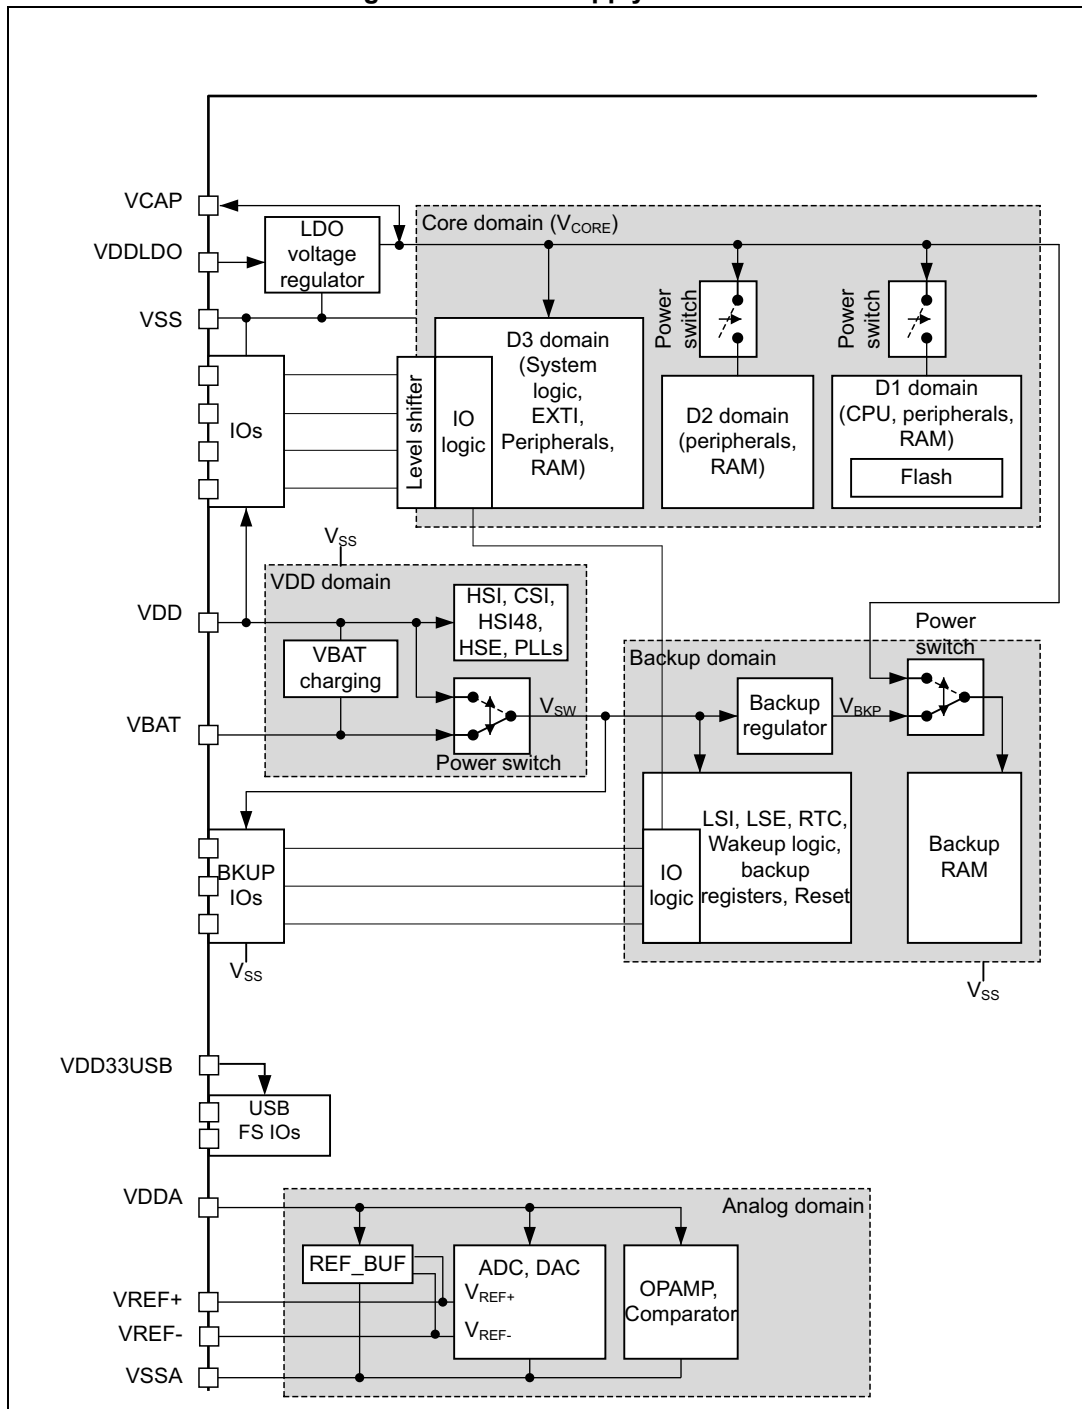 VCAP
VDDLDO
LDO
voltage
regulator
VSS
Core domain (VCORE)
Power
switch
Power
switch
D3 domain
(System
logic,
EXTI,
Peripherals,
RAM)
IO
logic
Level shifter
IOs
D2 domain
(peripherals,
RAM)
D1 domain
(CPU, peripherals,
RAM)
Flash
VSS
VDD domain
VDD
HSI, CSI,
HSI48,
HSE, PLLs
VBAT
charging
VBAT
VSW
Power switch
Power
switch
Backup domain
Backup
regulator
VBKP
LSI, LSE, RTC,
Wakeup logic,
backup
registers, Reset
IO
logic
Backup
RAM
BKUP
IOs
VSS
VSS
VDD33USB
USB
FS IOs
VDDA
Analog domain
REF_BUF
ADC, DAC
VREF+
VREF-
OPAMP,
Comparator
VREF+
VREF-
VSSA